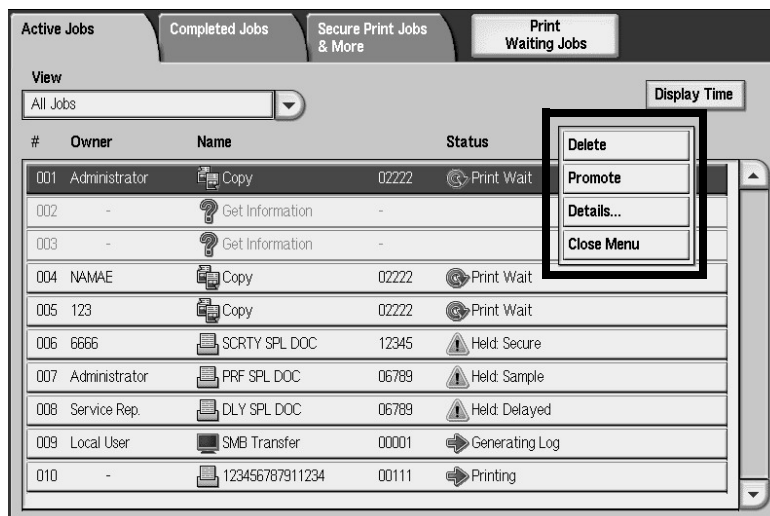 Active Jobs Completed Jobs Secure Print Jobs & More Print Waiting Jobs
View
All Jobs Display Time
# Owner Name Status
Delete
Promote
Details...
Close Menu
001 Administrator Copy 02222 Print Wait
002 - Get Information -
003 - Get Information -
004 NAMAE Copy 02222 Print Wait
005 123 Copy 02222 Print Wait
006 6666 SCRTY SPL DOC 12345 Held: Secure
007 Administrator PRF SPL DOC 06789 Held: Sample
008 Service Rep. DLY SPL DOC 06789 Held: Delayed
009 Local User SMB Transfer 00001 Generating Log
010 - 123456787911234 00111 Printing